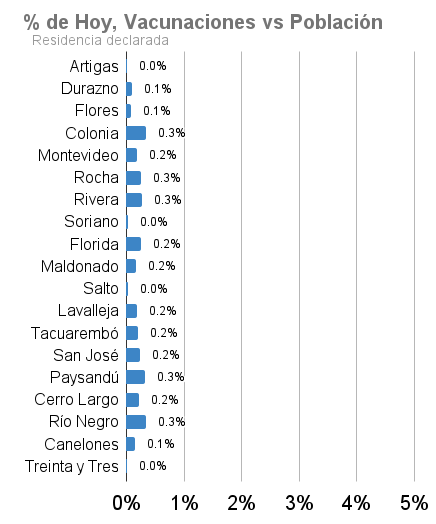 % de Hoy, Vacunaciones vs Población
Residencia declarada
Artigas 0.0%
Durazno 0.1%
Flores 0.1%
Colonia 0.3%
Montevideo 0.2%
Rocha 0.3%
Rivera 0.3%
Soriano 0.0%
Florida 0.2%
Maldonado 0.2%
Salto 0.0%
Lavalleja 0.2%
Tacuarembó 0.2%
San José 0.2%
Paysandú 0.3%
Cerro Largo 0.2%
Río Negro 0.3%
Canelones 0.1%
Treinta y Tres 0.0%
0% 1% 2% 3% 4% 5%